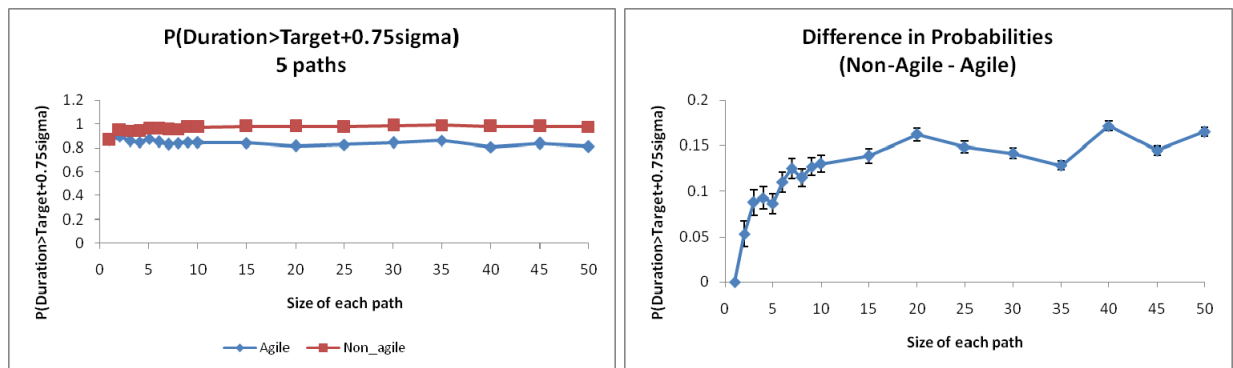 P(Duration>Target+0.75sigma)
5 paths
P(Duration>Target+0.75sigma)
1.2
1
0.8
0.6
0.4
0.2
0
0 5 10 15 20 25 30 35 40 45 50
Size of each path
Agile Non_agile
Difference in Probabilities
(Non-Agile - Agile)
P(Duration>Target+0.75sigma)
0.2
0.15
0.1
0.05
0
0 5 10 15 20 25 30 35 40 45 50
Size of each path